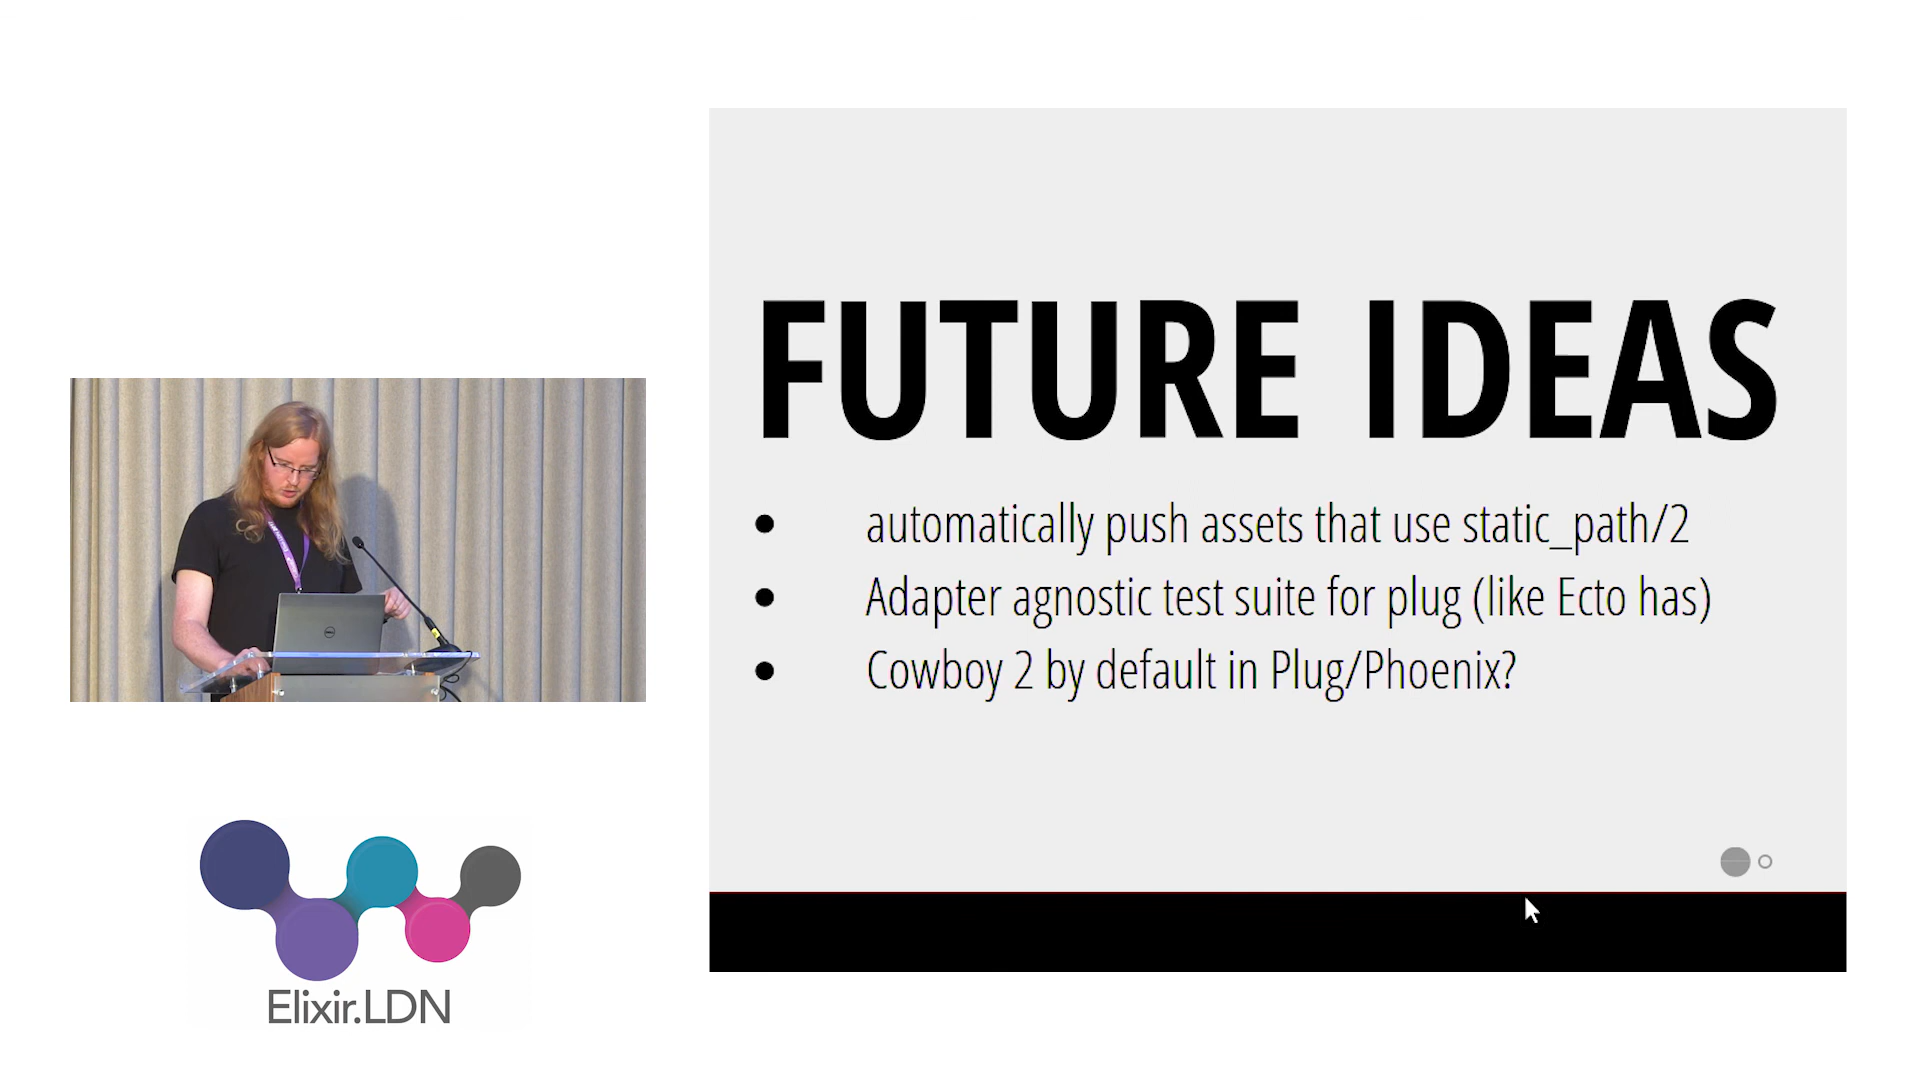 FUTURE IDEAS
automatically push assets that use static_path/2
Adapter agnostic test suite for plug (like Ecto has)
Cowboy 2 by default in Plug/Phoenix?
Elixir.LDN